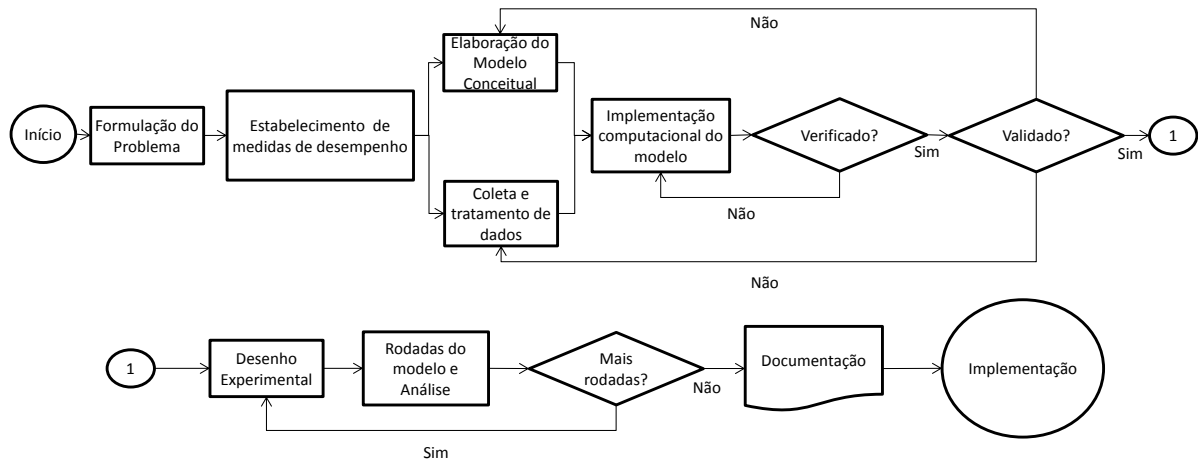 Não
Elaboração do
Modelo
Conceitual
Início
Formulação do
Problema
Estabelecimento de
medidas de desempenho
Implementação
computacional do
modelo
Verificado?
Sim
Validado?
Sim
1
Não
Coleta e
tratamento de
dados
Não
1
Desenho
Experimental
Rodadas do
modelo e
Análise
Mais
rodadas?
Não
Documentação
Implementação
Sim